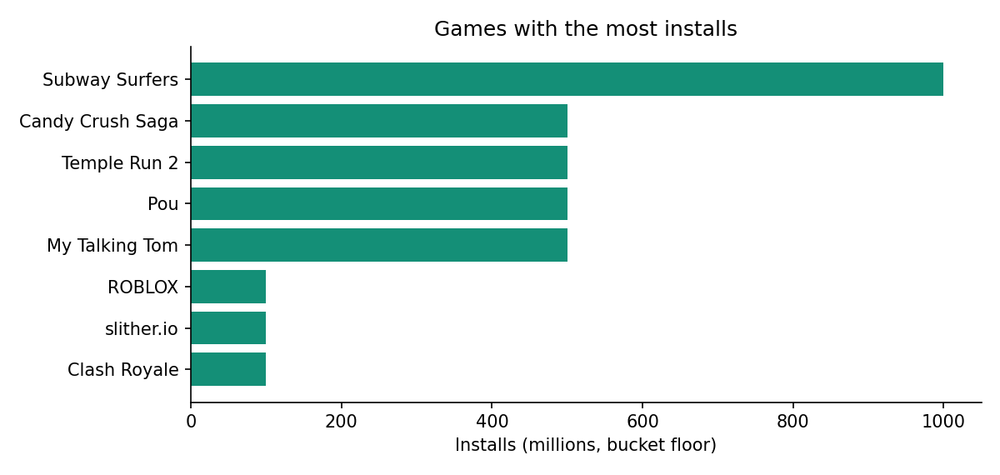 Games with the most installs
Subway Surfers
Candy Crush Saga
Temple Run 2
Pou
My Talking Tom
ROBLOX
slither.io
Clash Royale
0 200 400 600 800 1000
Installs (millions, bucket floor)